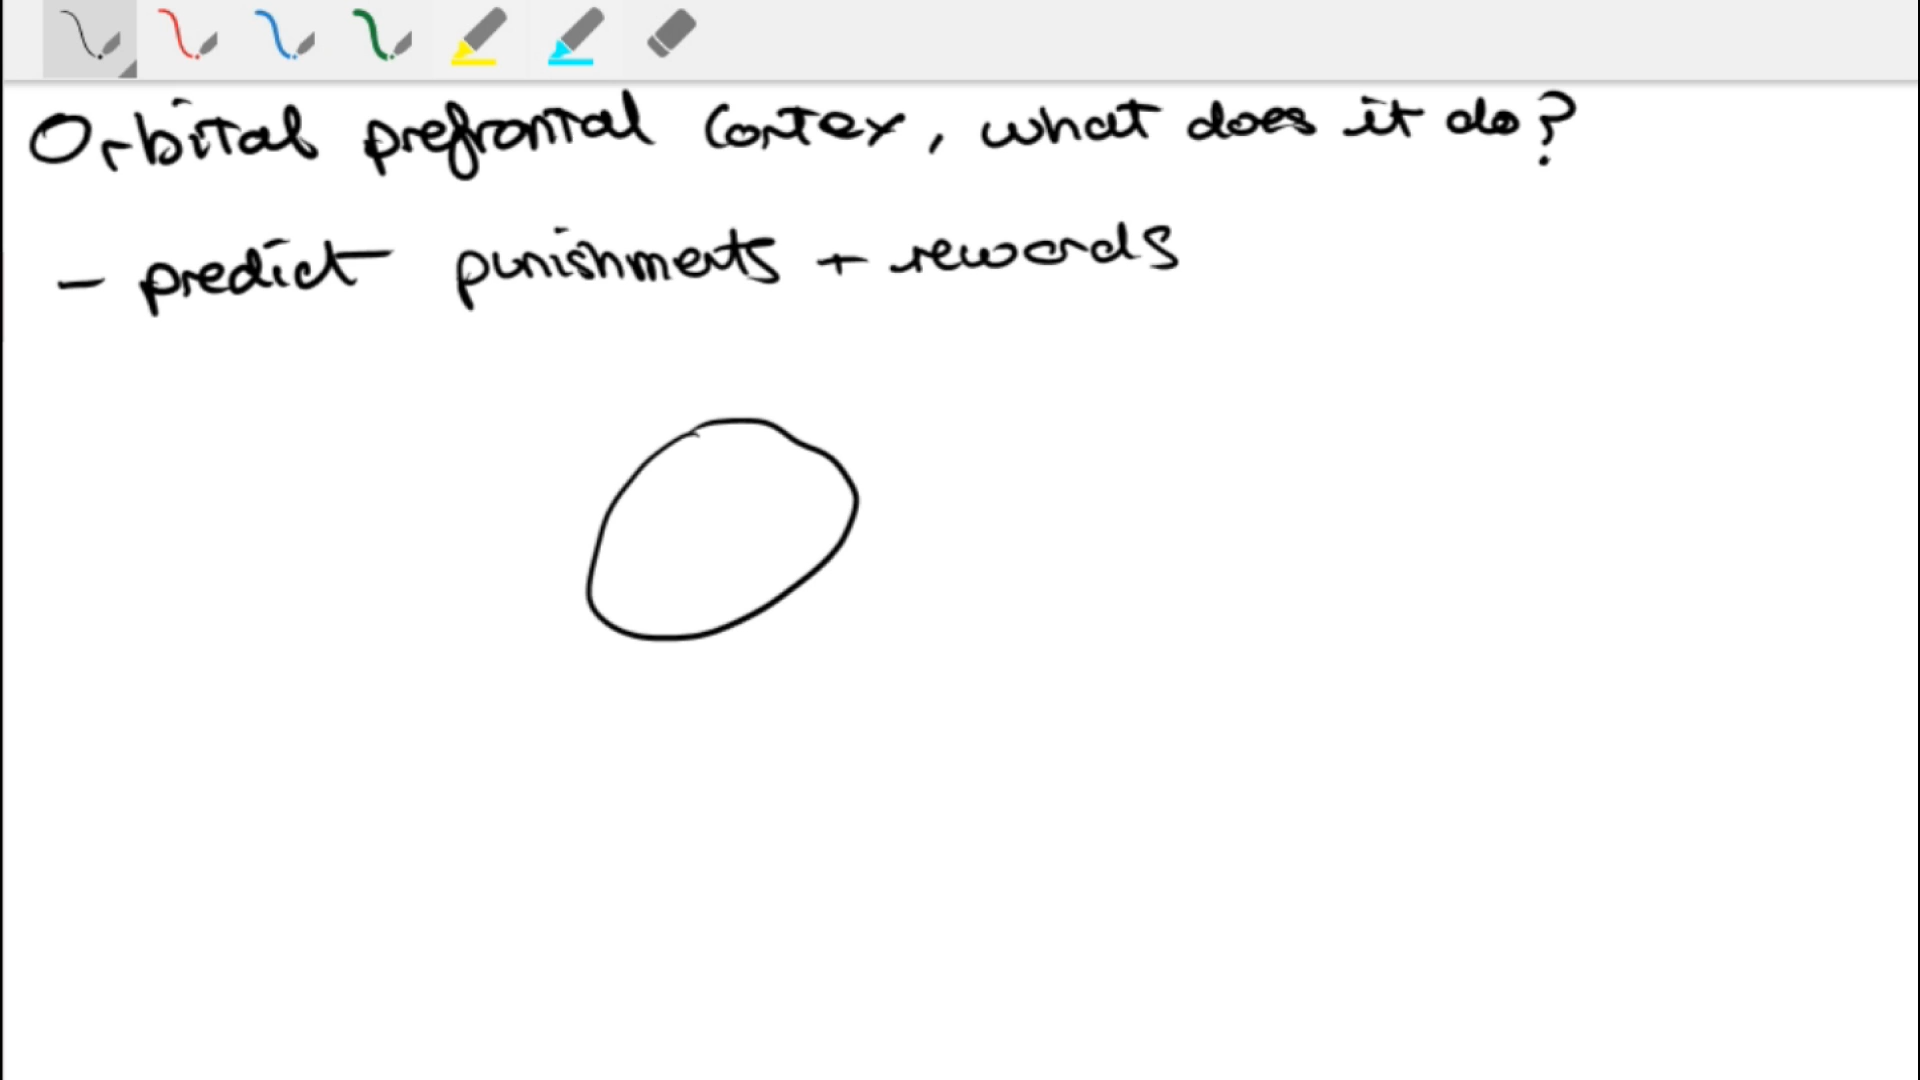 Orbital prefrontal Cortex, what does it do?
- predict punishments + rewards